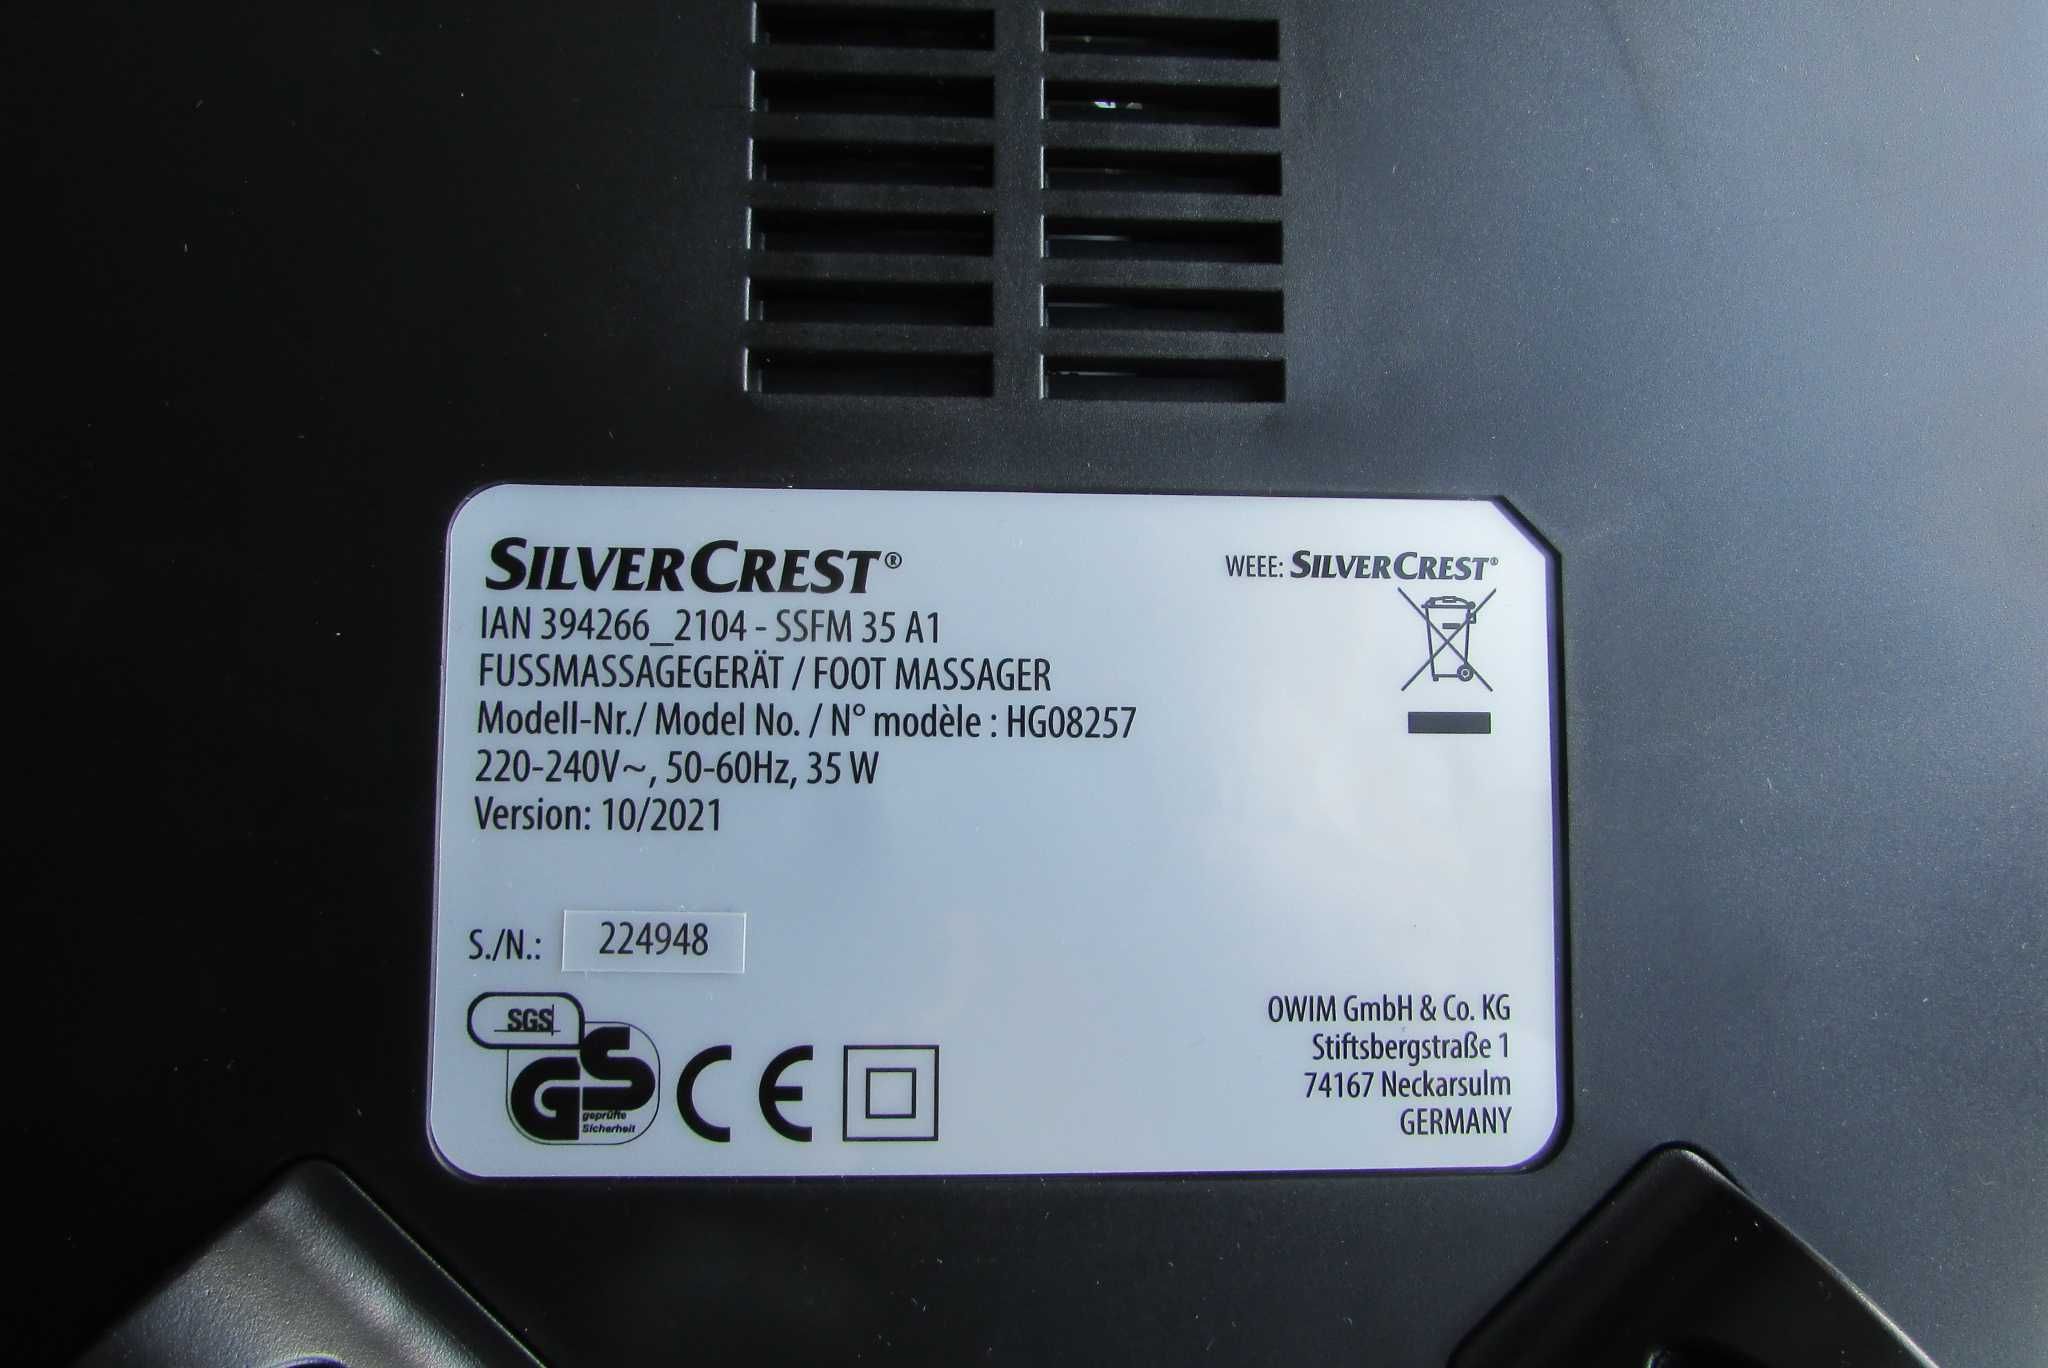 SILVERCREST®
WEEE: SILVERCREST®
IAN 394266_2104 - SSFM 35 A1
FUSSMASSAGEGERÄT / FOOT MASSAGER
Modell-Nr./ Model No. / N° modèle : HG08257
220-240V~, 50-60Hz, 35 W
Version: 10/2021
S./N.: 224948
SGS
GS
geprüfte
Sicherheit
CE
OWIM GmbH & Co. KG
Stiftsbergstraße 1
74167 Neckarsulm
GERMANY